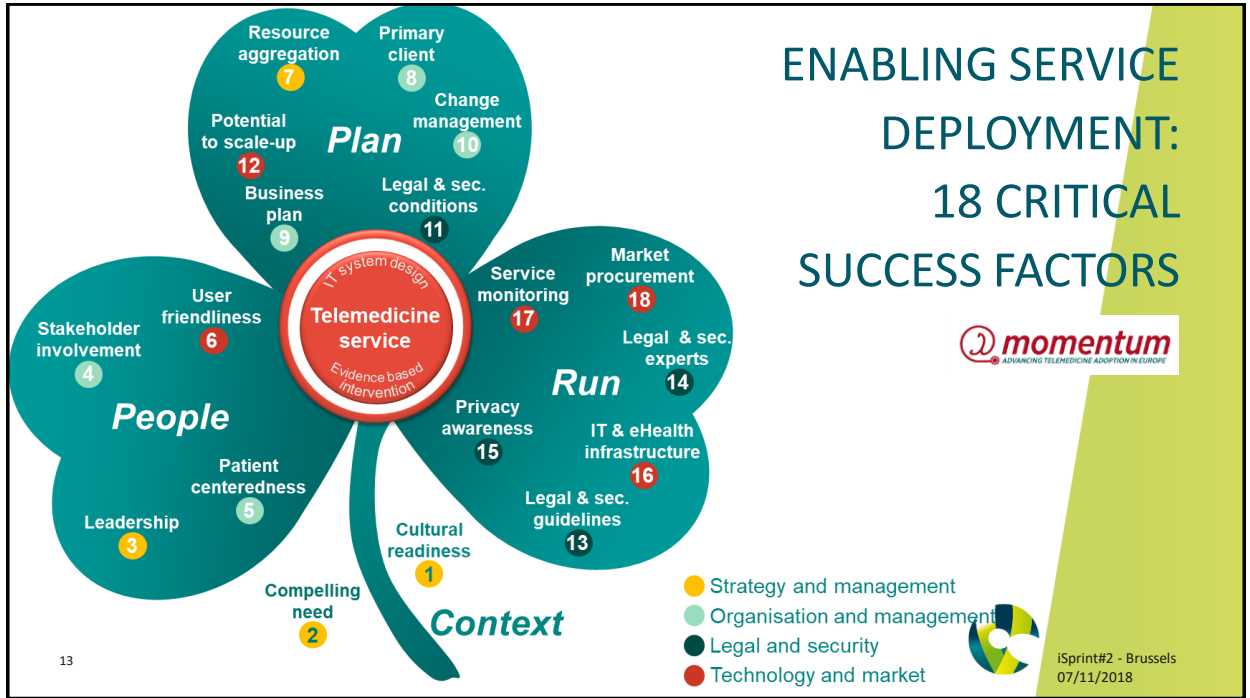 ENABLING SERVICE
DEPLOYMENT:
18 CRITICAL
SUCCESS FACTORS
momentum
ADVANCING TELEMEDICINE ADOPTION IN EUROPE
Plan
Resource
aggregation
7
Primary
client
8
Change
management
10
Potential
to scale-up
12
Business
plan
9
Legal & sec.
conditions
11
IT system design
Telemedicine
service
Evidence based
intervention
People
User
friendliness
6
Stakeholder
involvement
4
Patient
centeredness
5
Leadership
3
Run
Service
monitoring
17
Market
procurement
18
Legal & sec.
experts
14
Privacy
awareness
15
IT & eHealth
infrastructure
16
Legal & sec.
guidelines
13
Context
Cultural
readiness
1
Compelling
need
2
Strategy and management
Organisation and management
Legal and security
Technology and market
13
iSprint#2 - Brussels
07/11/2018